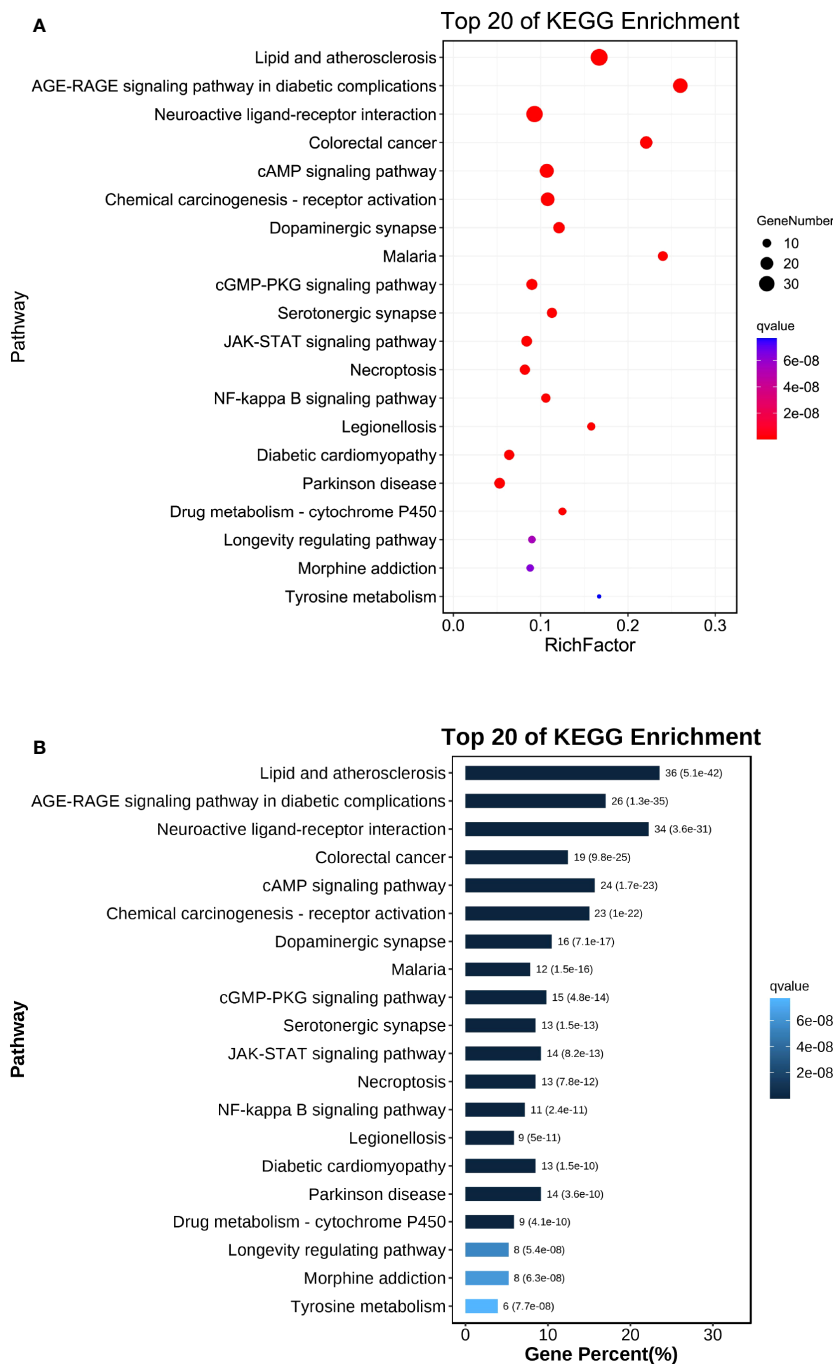 A
Top 20 of KEGG Enrichment
Pathway
Lipid and atherosclerosis
AGE-RAGE signaling pathway in diabetic complications
Neuroactive ligand-receptor interaction
Colorectal cancer
cAMP signaling pathway
Chemical carcinogenesis - receptor activation
Dopaminergic synapse
Malaria
cGMP-PKG signaling pathway
Serotonergic synapse
JAK-STAT signaling pathway
Necroptosis
NF-kappa B signaling pathway
Legionellosis
Diabetic cardiomyopathy
Parkinson disease
Drug metabolism - cytochrome P450
Longevity regulating pathway
Morphine addiction
Tyrosine metabolism
0.0 0.1 0.2 0.3
RichFactor
GeneNumber
10
20
30
qvalue
6e-08
4e-08
2e-08
B
Top 20 of KEGG Enrichment
Pathway
Lipid and atherosclerosis 36 (5.1e-42)
AGE-RAGE signaling pathway in diabetic complications 26 (1.3e-35)
Neuroactive ligand-receptor interaction 34 (3.6e-31)
Colorectal cancer 19 (9.8e-25)
cAMP signaling pathway 24 (1.7e-23)
Chemical carcinogenesis - receptor activation 23 (1e-22)
Dopaminergic synapse 16 (7.1e-17)
Malaria 12 (1.5e-16)
cGMP-PKG signaling pathway 15 (4.8e-14)
Serotonergic synapse 13 (1.5e-13)
JAK-STAT signaling pathway 14 (8.2e-13)
Necroptosis 13 (7.8e-12)
NF-kappa B signaling pathway 11 (2.4e-11)
Legionellosis 9 (5e-11)
Diabetic cardiomyopathy 13 (1.5e-10)
Parkinson disease 14 (3.6e-10)
Drug metabolism - cytochrome P450 9 (4.1e-10)
Longevity regulating pathway 8 (5.4e-08)
Morphine addiction 8 (6.3e-08)
Tyrosine metabolism 6 (7.7e-08)
0 10 20 30
Gene Percent(%)
qvalue
6e-08
4e-08
2e-08